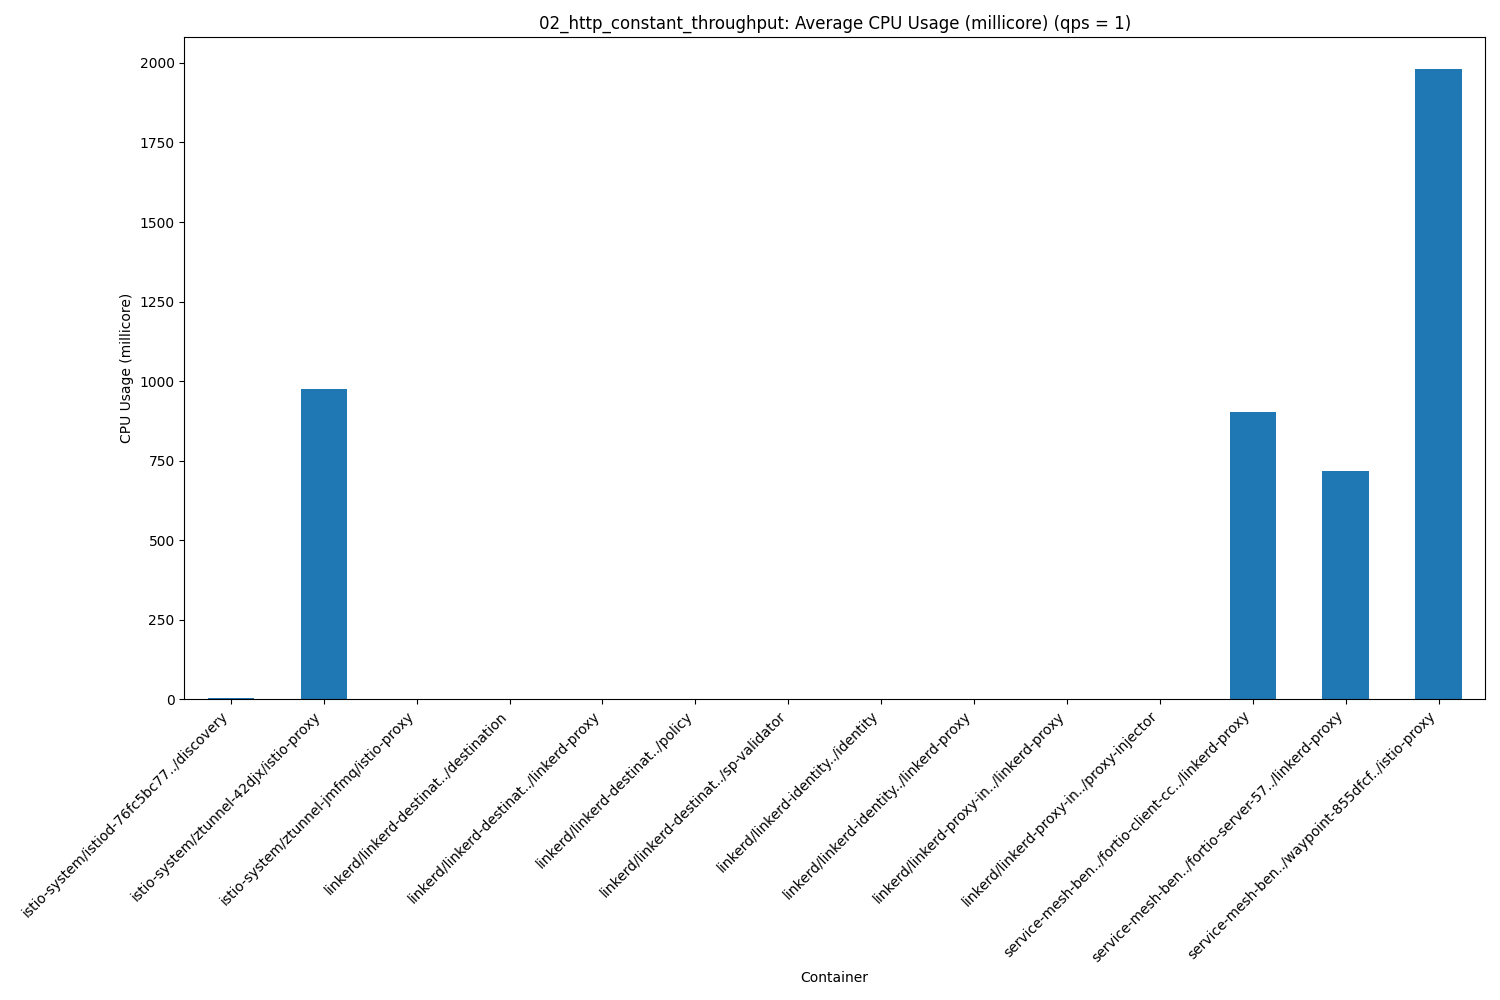 02_http_constant_throughput: Average CPU Usage (millicore) (qps = 1)
CPU Usage (millicore)
2000
1750
1500
1250
1000
750
500
250
0
istio-system/istiod-76fc5bc77../discovery
istio-system/ztunnel-42djx/istio-proxy
istio-system/ztunnel-jmfmq/istio-proxy
linkerd/linkerd-destinat../destination
linkerd/linkerd-destinat../linkerd-proxy
linkerd/linkerd-destinat../policy
linkerd/linkerd-destinat../sp-validator
linkerd/linkerd-identity../identity
linkerd/linkerd-identity../linkerd-proxy
linkerd/linkerd-proxy-in../linkerd-proxy
linkerd/linkerd-proxy-in../proxy-injector
service-mesh-ben../fortio-client-cc../linkerd-proxy
service-mesh-ben../fortio-server-57../linkerd-proxy
service-mesh-ben../waypoint-855dfcf../istio-proxy
Container